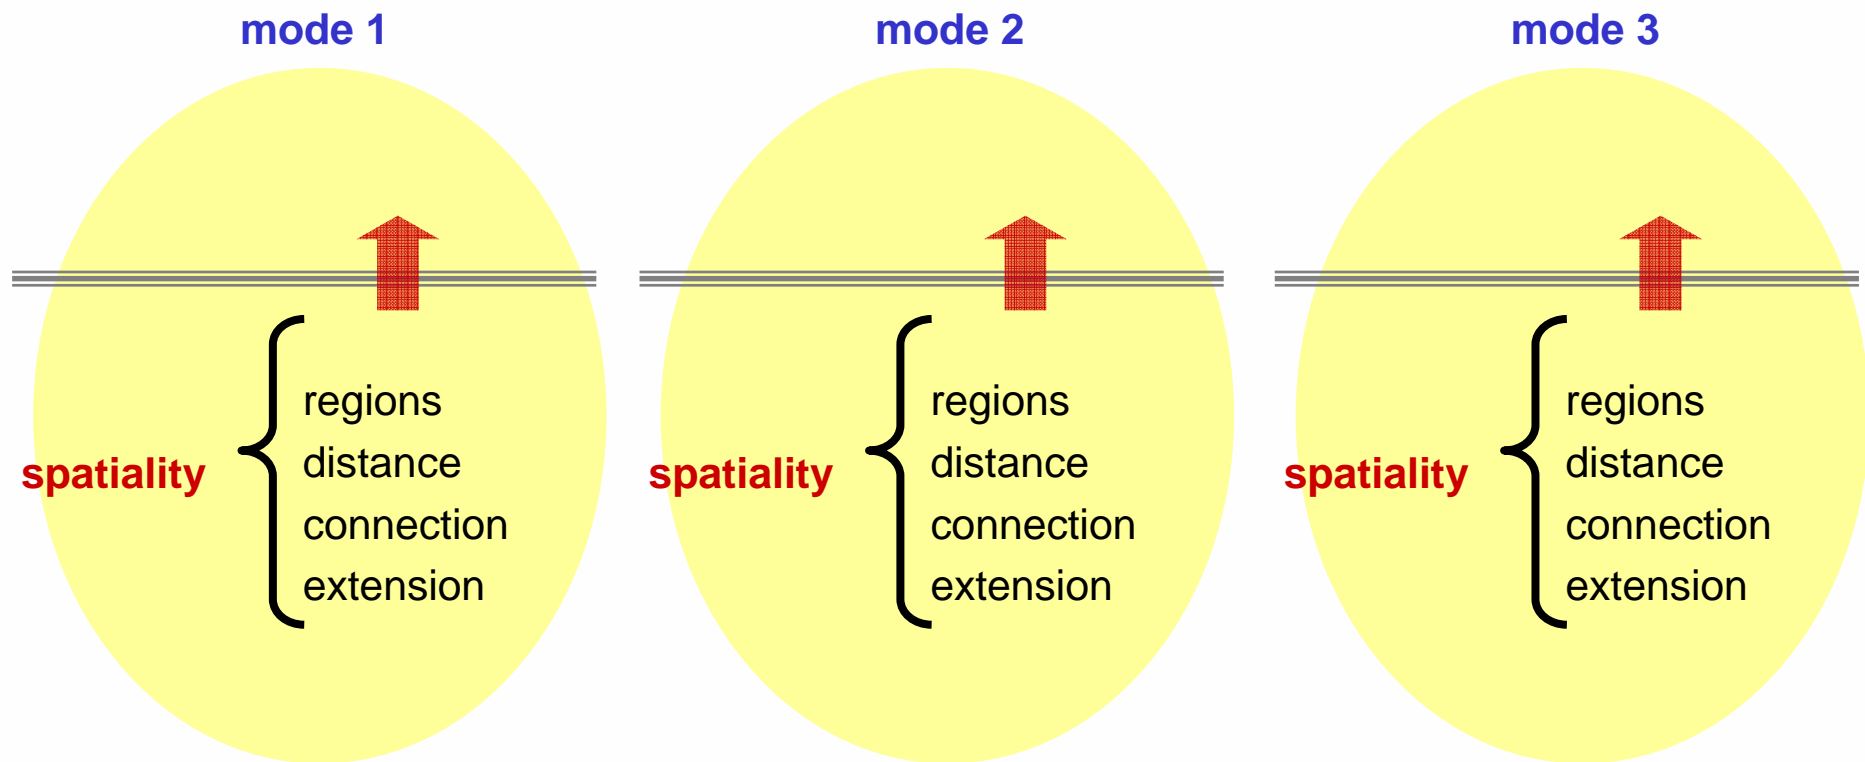 mode 1
regions
distance
spatiality
connection
extension
mode 2
regions
distance
spatiality
connection
extension
mode 3
regions
distance
spatiality
connection
extension